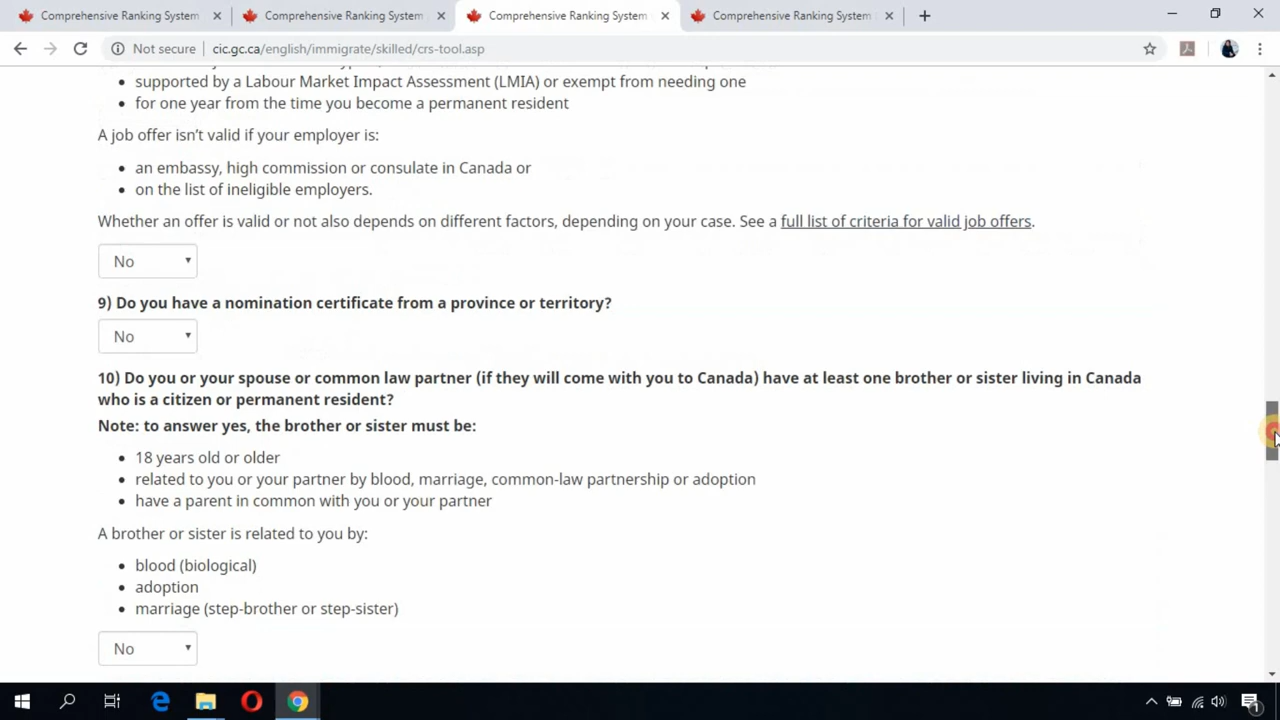 Comprehensive Ranking System
Comprehensive Ranking System
Comprehensive Ranking System
Comprehensive Ranking System
Not secure | cic.gc.ca/english/immigrate/skilled/crs-tool.asp
supported by a Labour Market Impact Assessment (LMIA) or exempt from needing one
for one year from the time you become a permanent resident
A job offer isn't valid if your employer is:
an embassy, high commission or consulate in Canada or
on the list of ineligible employers.
Whether an offer is valid or not also depends on different factors, depending on your case. See a full list of criteria for valid job offers.
No
9) Do you have a nomination certificate from a province or territory?
No
10) Do you or your spouse or common law partner (if they will come with you to Canada) have at least one brother or sister living in Canada
who is a citizen or permanent resident?
Note: to answer yes, the brother or sister must be:
18 years old or older
related to you or your partner by blood, marriage, common-law partnership or adoption
have a parent in common with you or your partner
A brother or sister is related to you by:
blood (biological)
adoption
marriage (step-brother or step-sister)
No
1